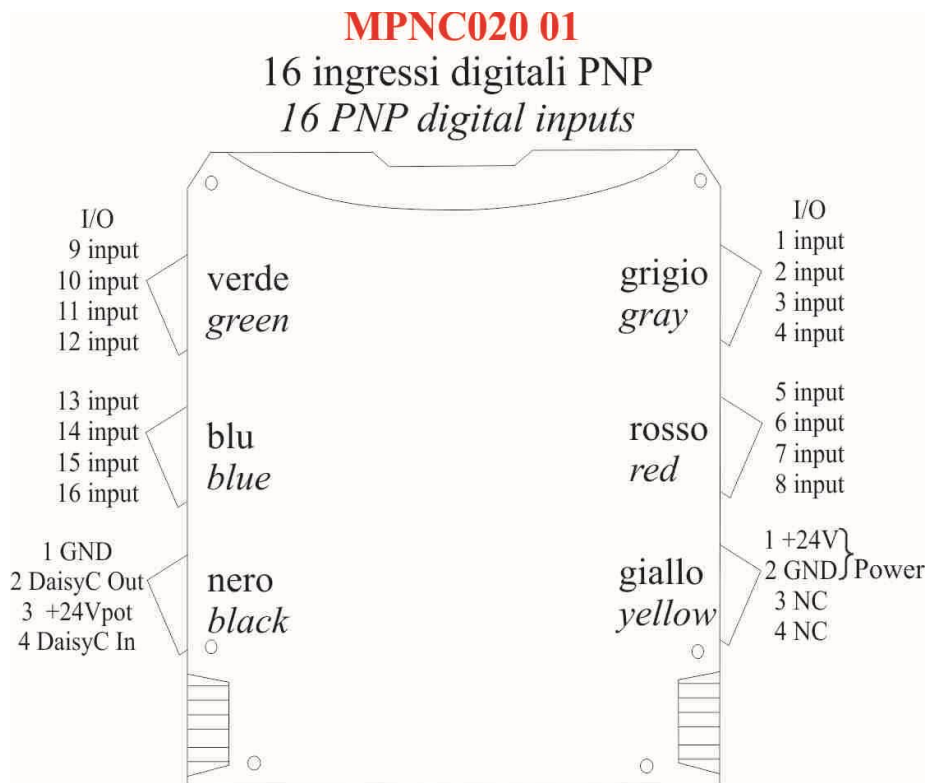 MPNC020 01
16 ingressi digitali PNP
16 PNP digital inputs
I/O
9 input
10 input
11 input
12 input
verde
green
grigio
gray
I/O
1 input
2 input
3 input
4 input
13 input
14 input
15 input
16 input
blu
blue
rosso
red
5 input
6 input
7 input
8 input
1 GND
2 DaisyC Out
3 +24Vpot
4 DaisyC In
nero
black
giallo
yellow
1 +24V
2 GND
Power
3 NC
4 NC